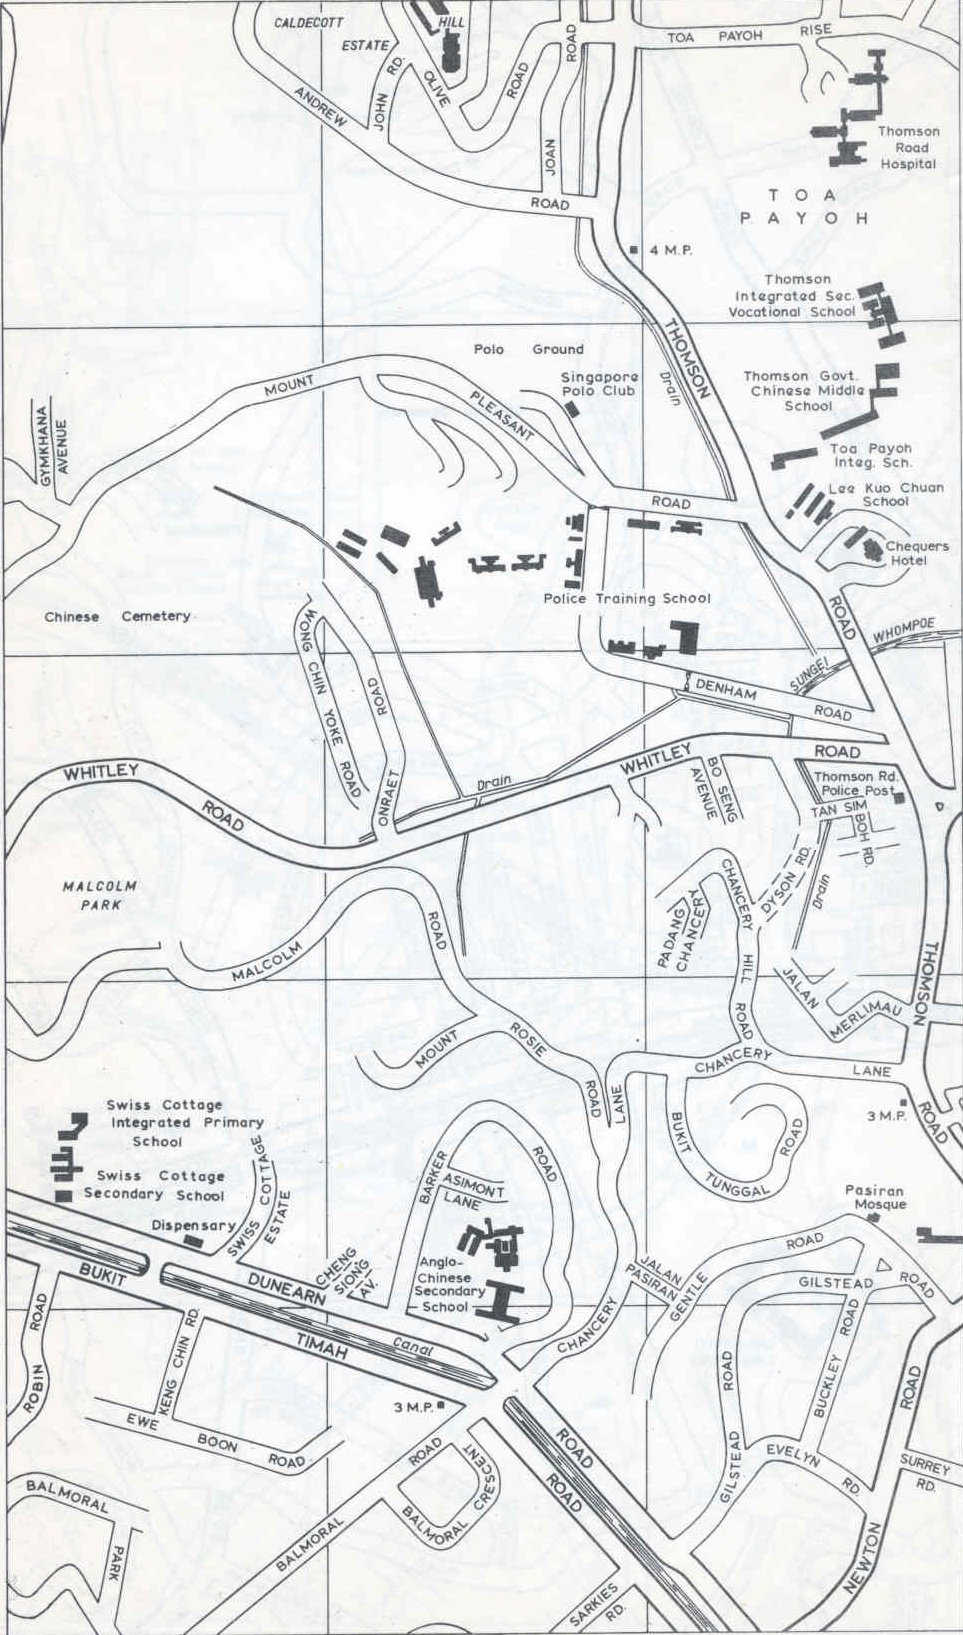 CALDECOTT
HILL
ESTATE
ANDREW
JOHN RD.
OLIVE
ROAD
ROAD
JOAN
ROAD
TOA PAYOH RISE
Thomson
Road
Hospital
TOA
PAYOH
4 M.P.
Thomson
Integrated Sec.
Vocational School
THOMSON
Drain
Polo Ground
Singapore
Polo Club
Thomson Govt.
Chinese Middle
School
MOUNT
PLEASANT
ROAD
GYMKHANA
AVENUE
Toa Payoh
Integ. Sch.
Lee Kuo Chuan
School
Chequers
Hotel
Police Training School
Chinese Cemetery
ROAD
SUNGEI
WHOMPOE
WONG CHIN YOKE ROAD
ONRAET
ROAD
DENHAM
ROAD
WHITLEY
ROAD
Drain
WHITLEY
ROAD
BO SENG
AVENUE
Thomson Rd.
Police Post
TAN SIM
BOH RD.
DYSON RD.
Drain
MALCOLM
PARK
MALCOLM
ROAD
PADANG
CHANCERY
CHANCERY
HILL
ROAD
JALAN
MERLIMAU
THOMSON
ROAD
MOUNT
ROSIE
ROAD
CHANCERY
LANE
LANE
3 M.P.
BUKIT
TUNGGAL
ROAD
Swiss Cottage
Integrated Primary
School
Swiss Cottage
Secondary School
Dispensary
SWISS COTTAGE
ESTATE
BARKER
ROAD
ASIMONT
LANE
Anglo-
Chinese
Secondary
School
CHENG
SIONG
AV.
Pasiran
Mosque
JALAN
PASIRAN
GENTLE
ROAD
GILSTEAD
ROAD
BUKIT
DUNEARN
TIMAH
Canal
CHANCERY
ROBIN
ROAD
KENG CHIN RD.
3 M.P.
EWE
BOON
ROAD
ROAD
ROAD
ROAD
GILSTEAD
BUCKLEY
ROAD
EVELYN
RD.
ROAD
SURREY
RD.
NEWTON
BALMORAL
PARK
BALMORAL
ROAD
BALMORAL
CRESCENT
SARKIES
RD.